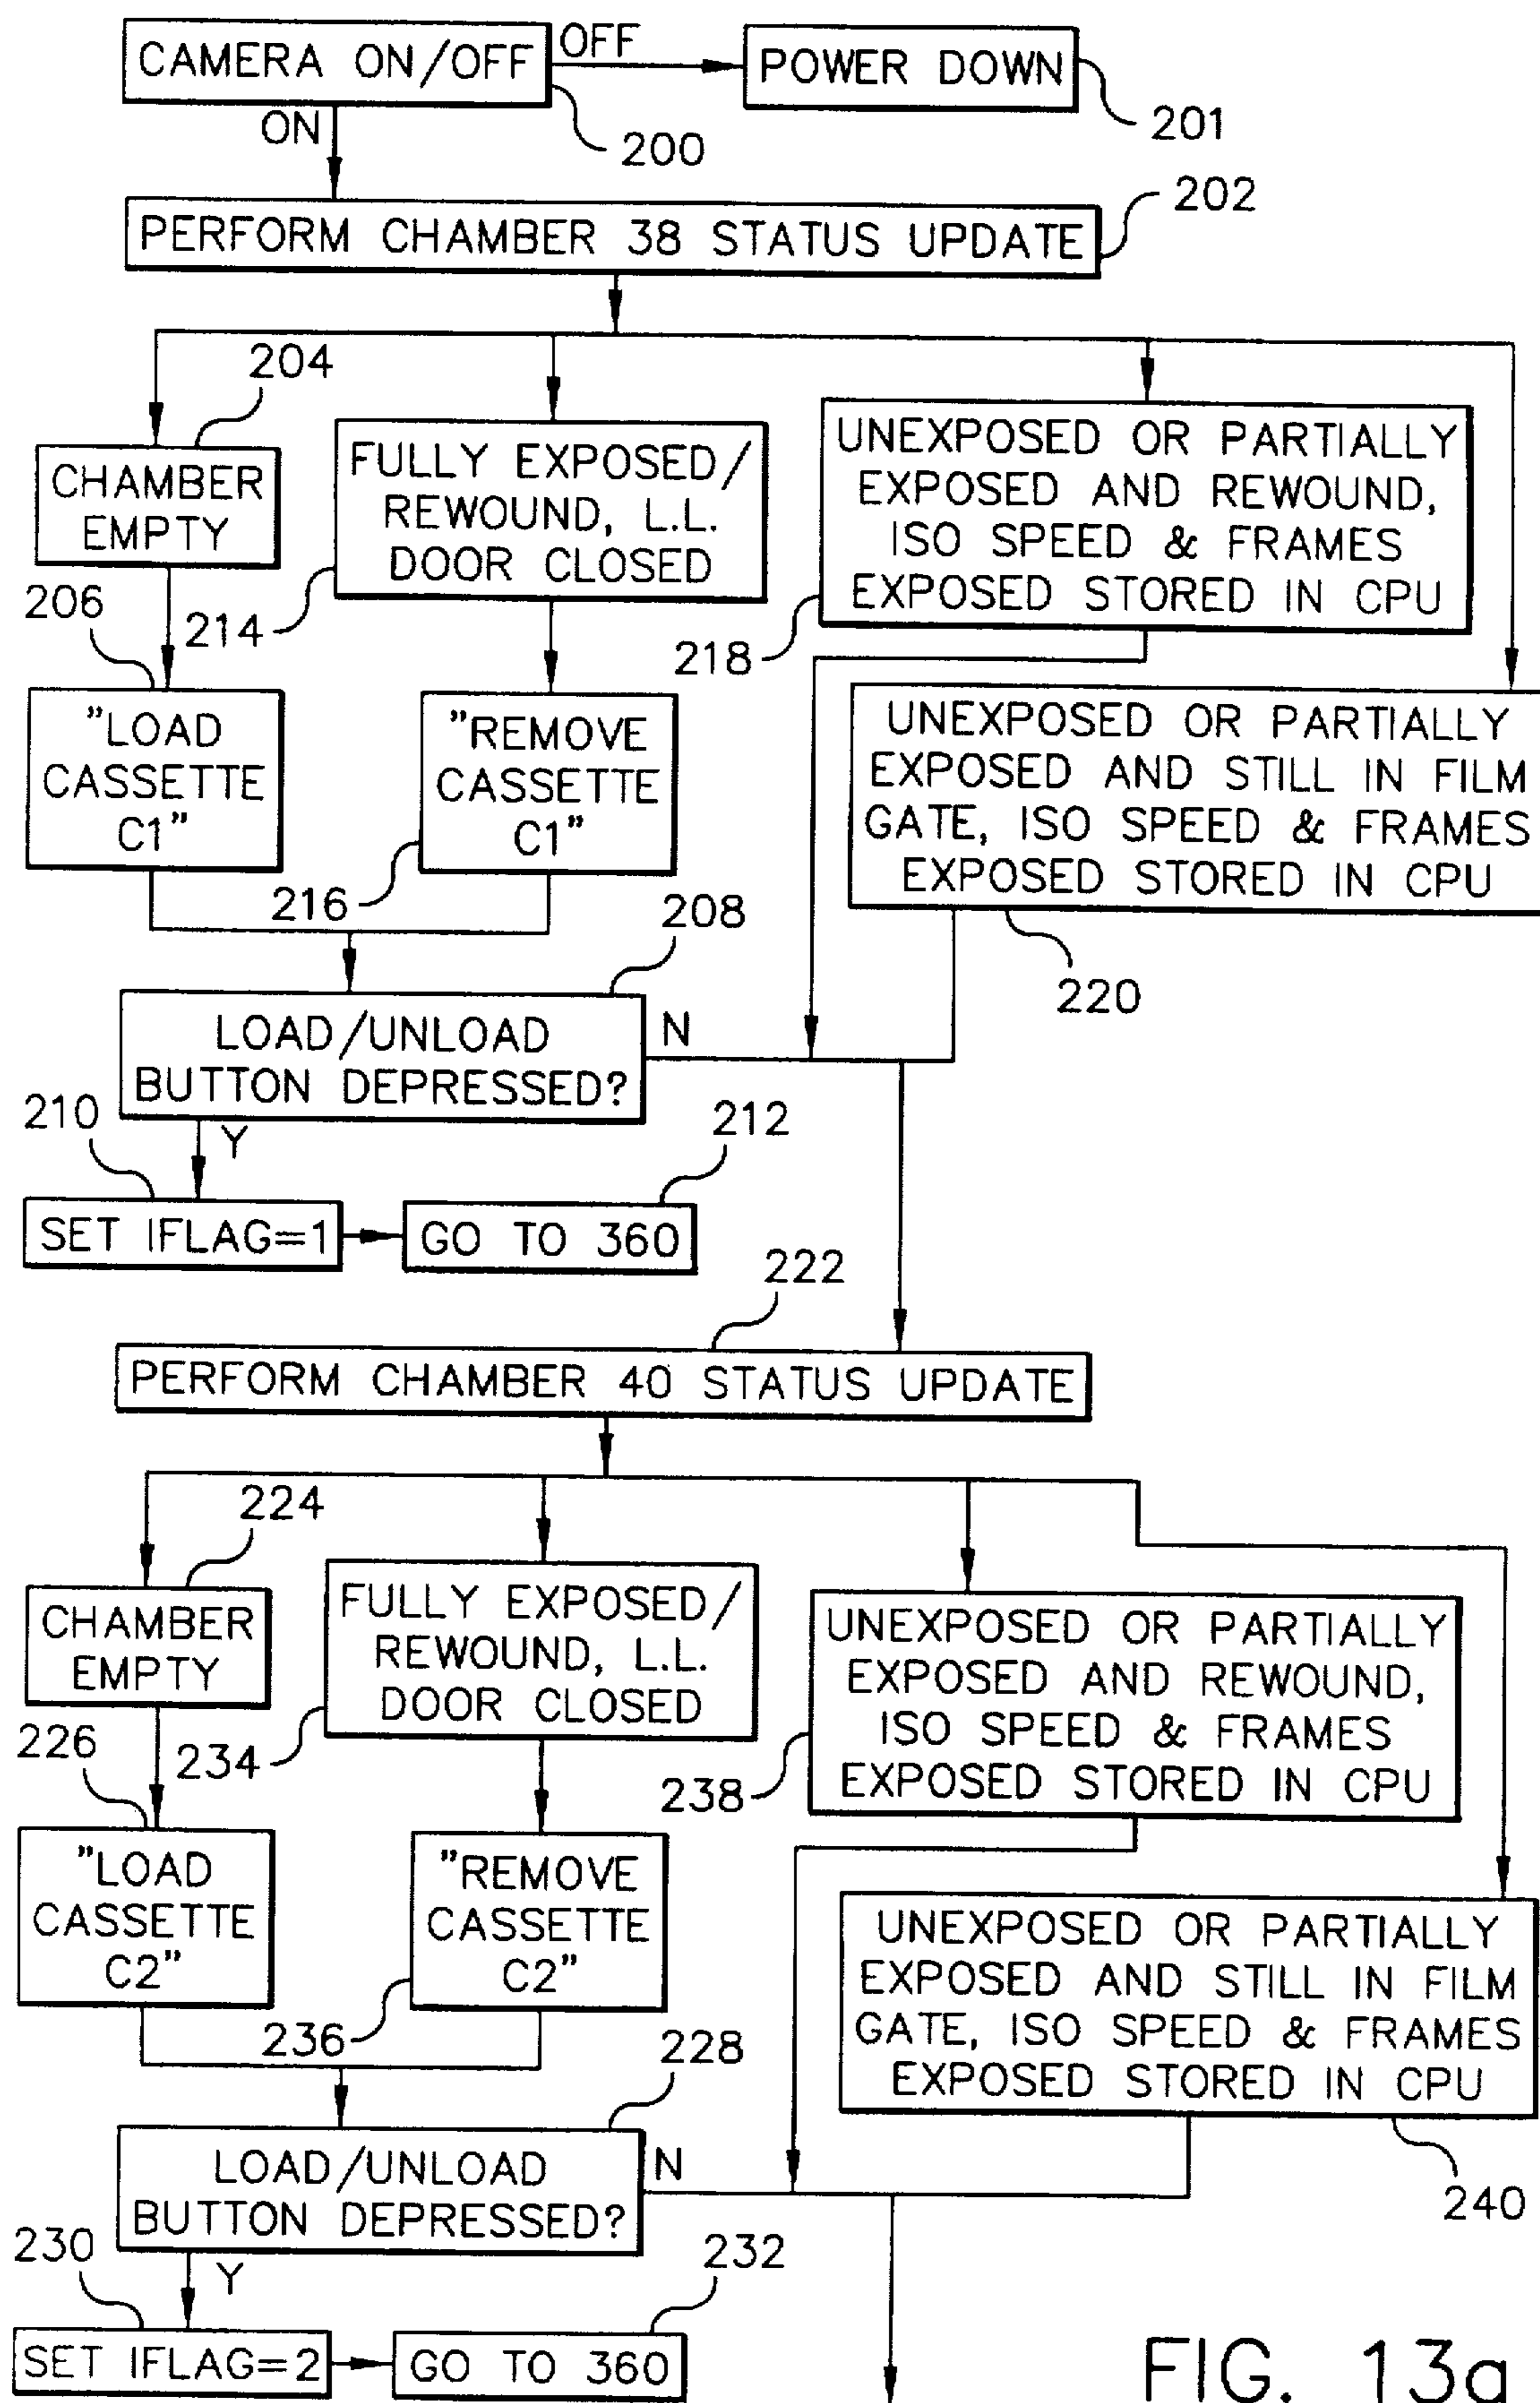 CAMERA ON/OFF
OFF
POWER DOWN
201
ON
200
202
PERFORM CHAMBER 38 STATUS UPDATE
204
CHAMBER
EMPTY
FULLY EXPOSED/
REWOUND, L.L.
DOOR CLOSED
UNEXPOSED OR PARTIALLY
EXPOSED AND REWOUND,
ISO SPEED & FRAMES
EXPOSED STORED IN CPU
206
214
218
"LOAD
CASSETTE
C1"
"REMOVE
CASSETTE
C1"
UNEXPOSED OR PARTIALLY
EXPOSED AND STILL IN FILM
GATE, ISO SPEED & FRAMES
EXPOSED STORED IN CPU
216
208
220
LOAD/UNLOAD
BUTTON DEPRESSED?
N
210
Y
212
SET IFLAG=1
GO TO 360
222
PERFORM CHAMBER 40 STATUS UPDATE
224
CHAMBER
EMPTY
FULLY EXPOSED/
REWOUND, L.L.
DOOR CLOSED
UNEXPOSED OR PARTIALLY
EXPOSED AND REWOUND,
ISO SPEED & FRAMES
EXPOSED STORED IN CPU
226
234
238
"LOAD
CASSETTE
C2"
"REMOVE
CASSETTE
C2"
UNEXPOSED OR PARTIALLY
EXPOSED AND STILL IN FILM
GATE, ISO SPEED & FRAMES
EXPOSED STORED IN CPU
236
228
240
LOAD/UNLOAD
BUTTON DEPRESSED?
N
230
Y
232
SET IFLAG=2
GO TO 360
FIG. 13a